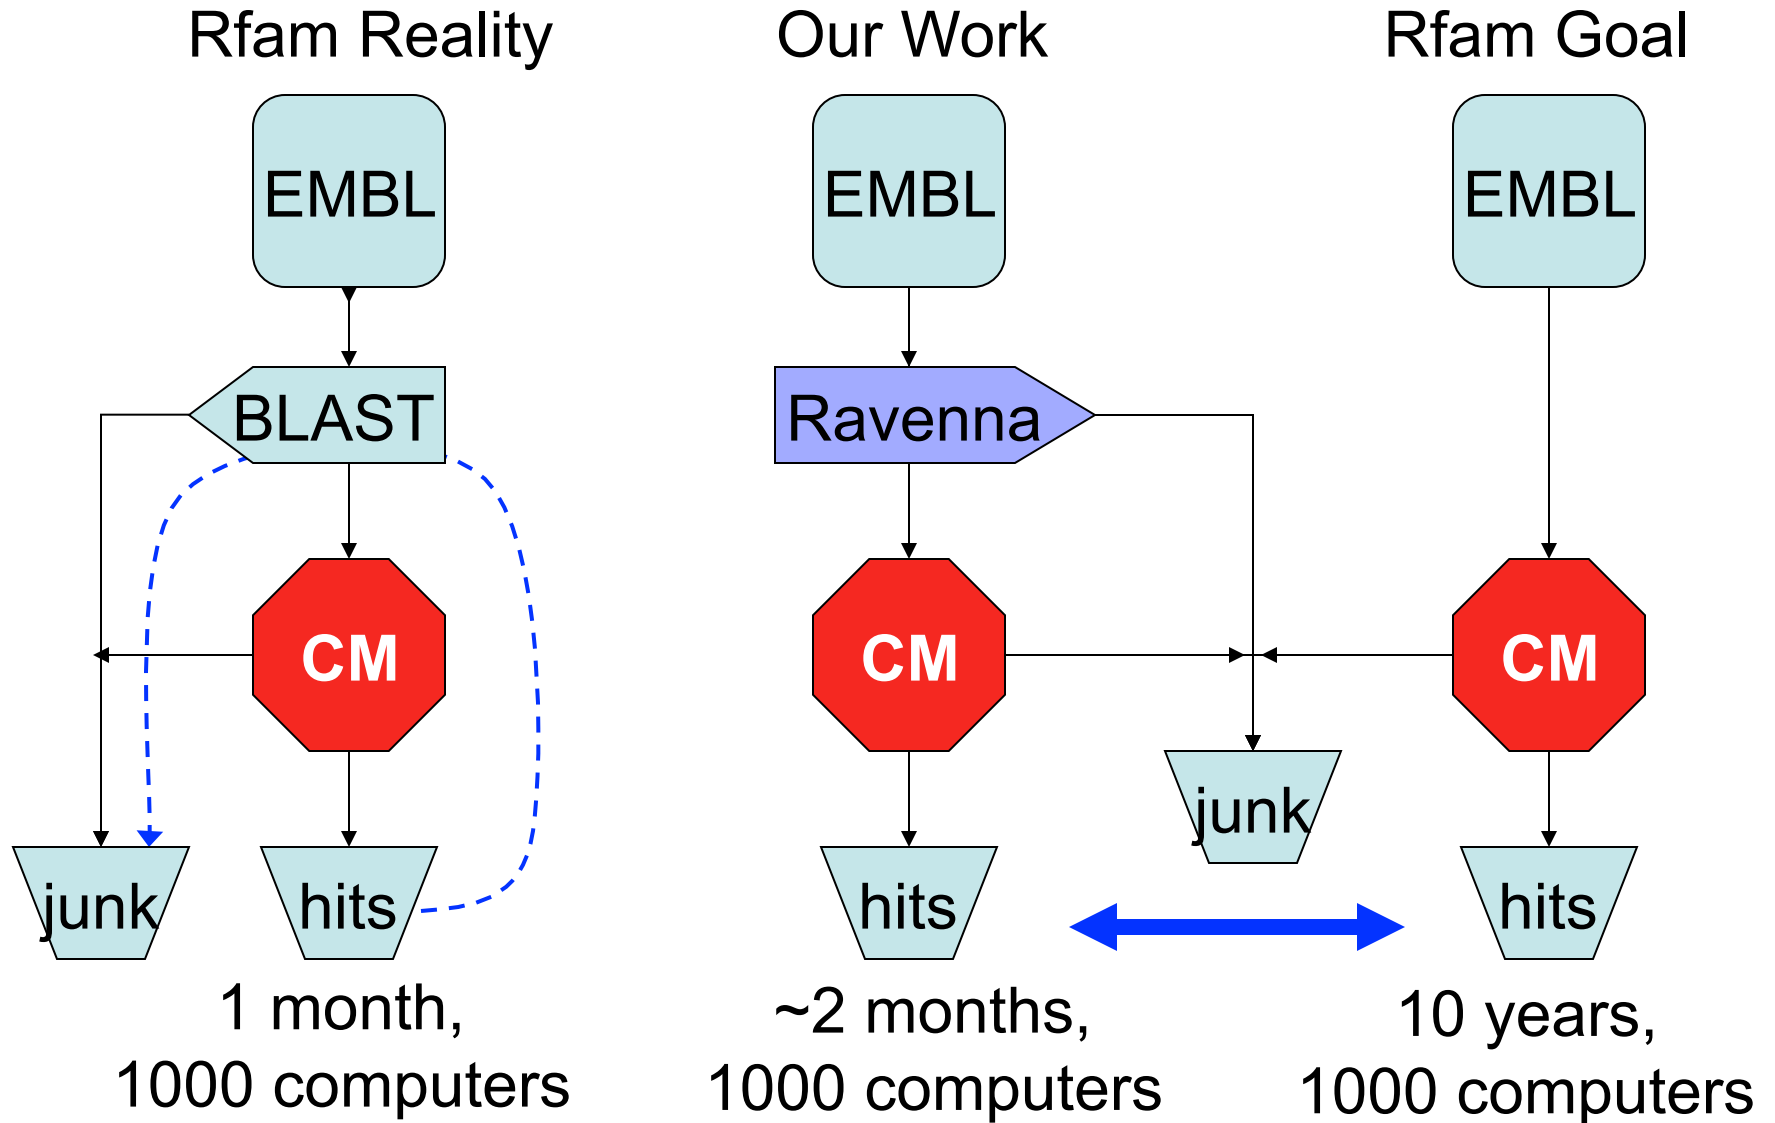 Rfam Reality
Our Work
Rfam Goal
EMBL
EMBL
EMBL
BLAST
Ravenna
CM
CM
CM
junk
hits
hits
junk
hits
1 month,
1000 computers
~2 months,
1000 computers
10 years,
1000 computers